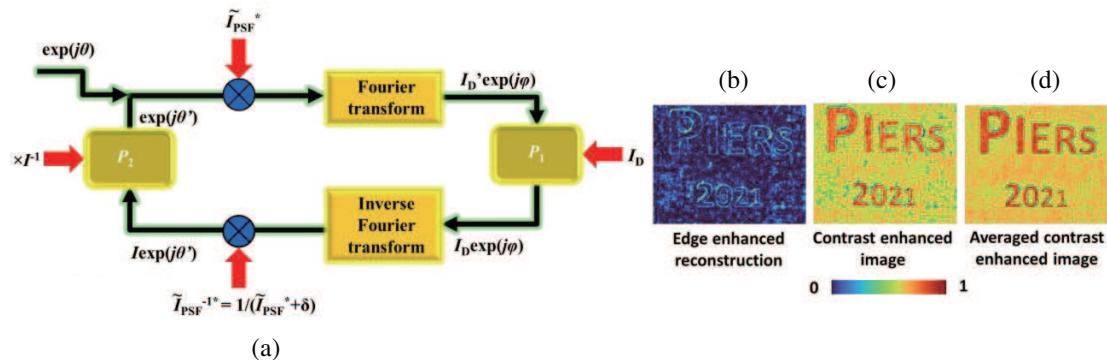 Ĩ_PSF*
exp(jθ)
Fourier
transform
I_D'exp(jφ)
exp(jθ')
P₂
×I⁻¹
P₁
I_D
Inverse
Fourier
transform
Iexp(jθ')
I_Dexp(jφ)
Ĩ_PSF⁻¹* = 1/(Ĩ_PSF*+δ)
(a)
(b)
(c)
(d)
PIERS
2021
PIERS
2021
PIERS
2021
Edge enhanced
reconstruction
Contrast enhanced
image
Averaged contrast
enhanced image
0
1